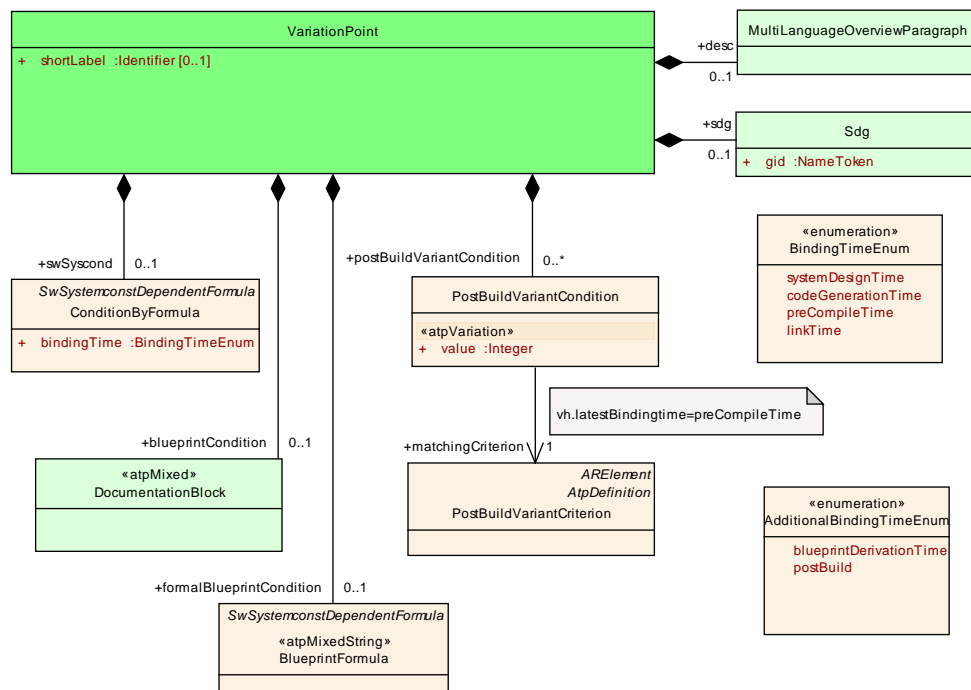 VariationPoint
+ shortLabel :Identifier [0..1]
+desc
0..1
MultiLanguageOverviewParagraph
+sdg
0..1
Sdg
+ gid :NameToken
+swSyscond 0..1
+postBuildVariantCondition 0..*
SwSystemconstDependentFormula
ConditionByFormula
+ bindingTime :BindingTimeEnum
PostBuildVariantCondition
«atpVariation»
+ value :Integer
«enumeration»
BindingTimeEnum
systemDesignTime
codeGenerationTime
preCompileTime
linkTime
vh.latestBindingtime=preCompileTime
+blueprintCondition 0..1
+matchingCriterion 1
«atpMixed»
DocumentationBlock
ARElement
AtpDefinition
PostBuildVariantCriterion
«enumeration»
AdditionalBindingTimeEnum
blueprintDerivationTime
postBuild
+formalBlueprintCondition 0..1
SwSystemconstDependentFormula
«atpMixedString»
BlueprintFormula